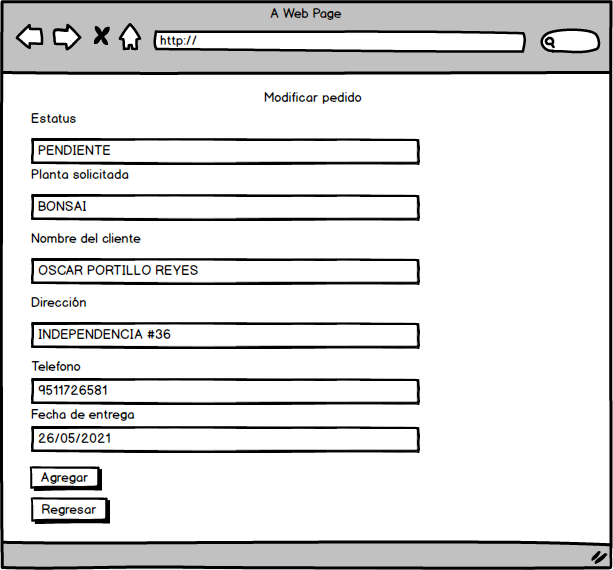 A Web Page
http://
Modificar pedido
Estatus
PENDIENTE
Planta solicitada
BONSAI
Nombre del cliente
OSCAR PORTILLO REYES
Dirección
INDEPENDENCIA #36
Telefono
9511726581
Fecha de entrega
26/05/2021
Agregar
Regresar